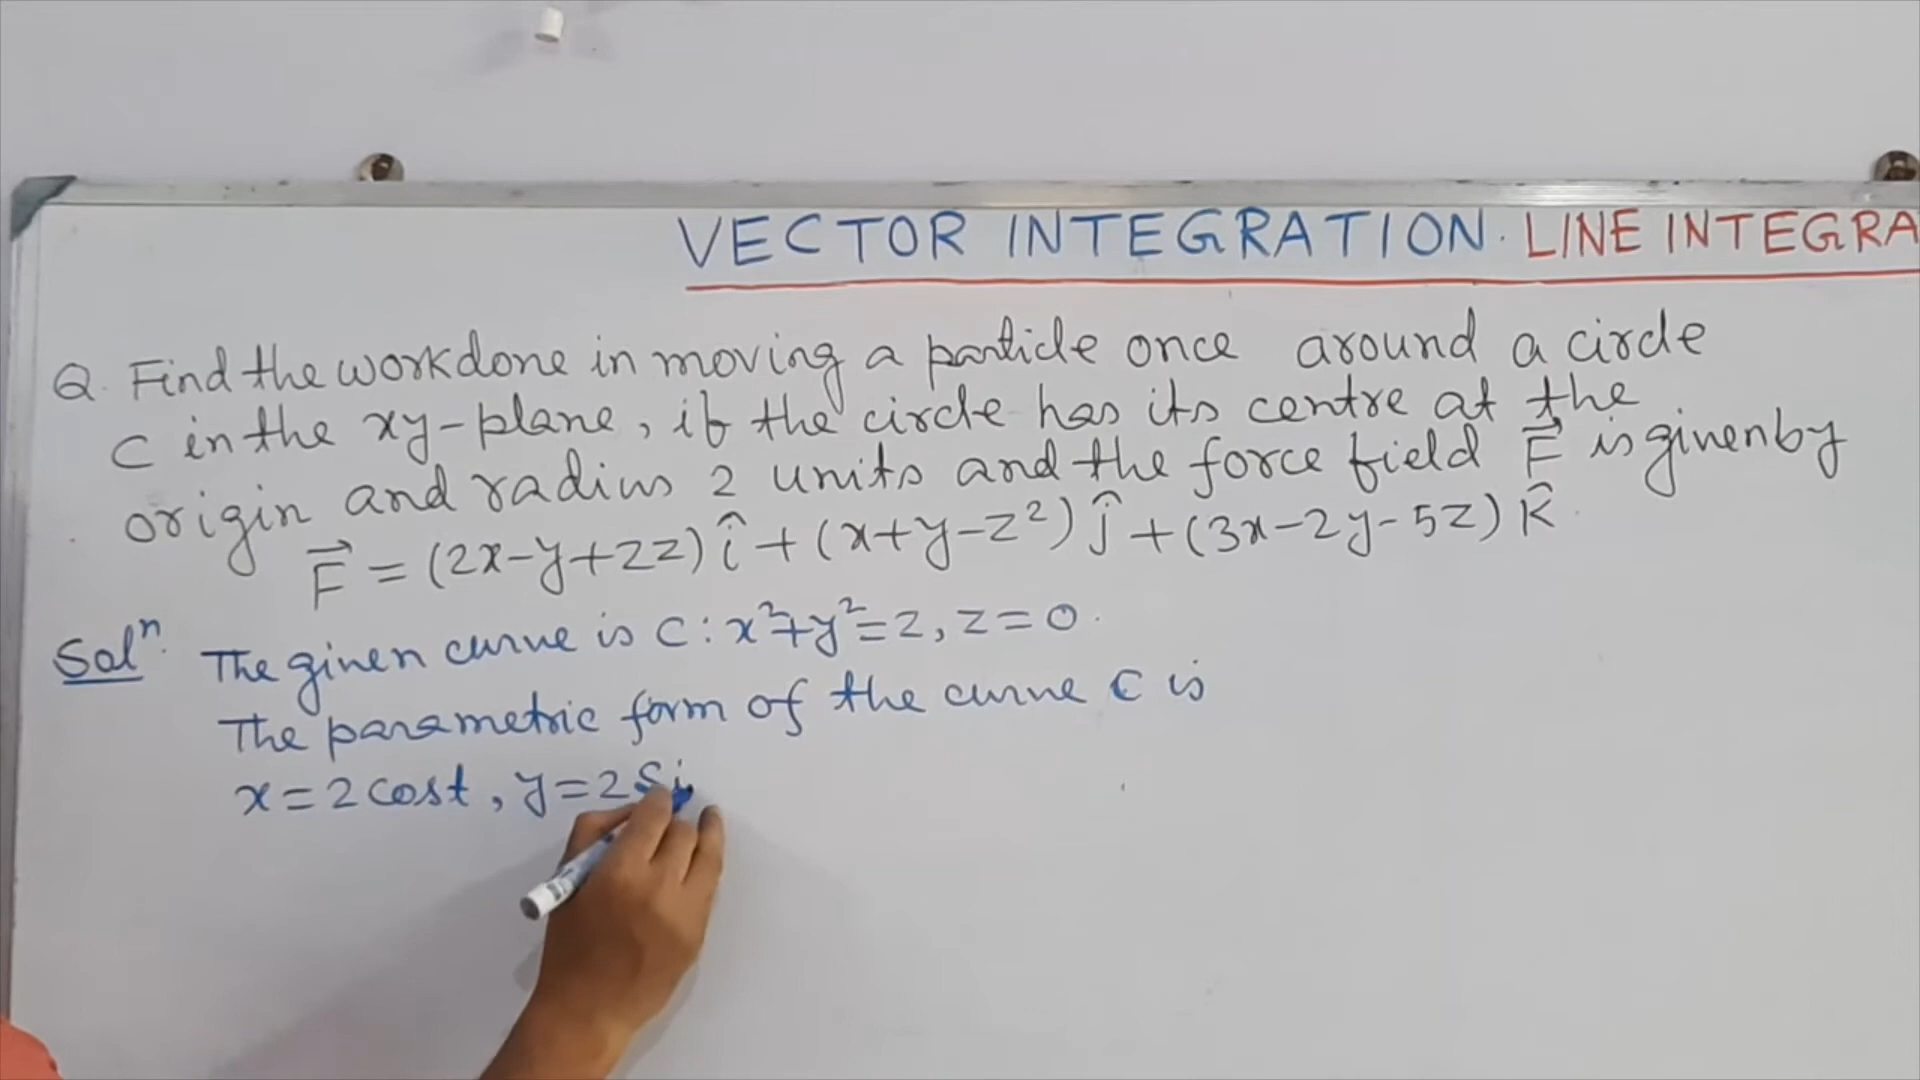 VECTOR INTEGRATION. LINE INTEGRA
Q. Find the workdone in moving a particle once around a circle
C in the xy-plane, if the circle has its centre at the
origin and radius 2 units and the force field F⃗ is given by
F⃗ = (2x-y+2z)î + (x+y-z²)ĵ + (3x-2y-5z)k̂.
Solⁿ. The given curve is C: x²+y²=2, z=0.
The parametric form of the curve C is
x=2cost, y=2Si